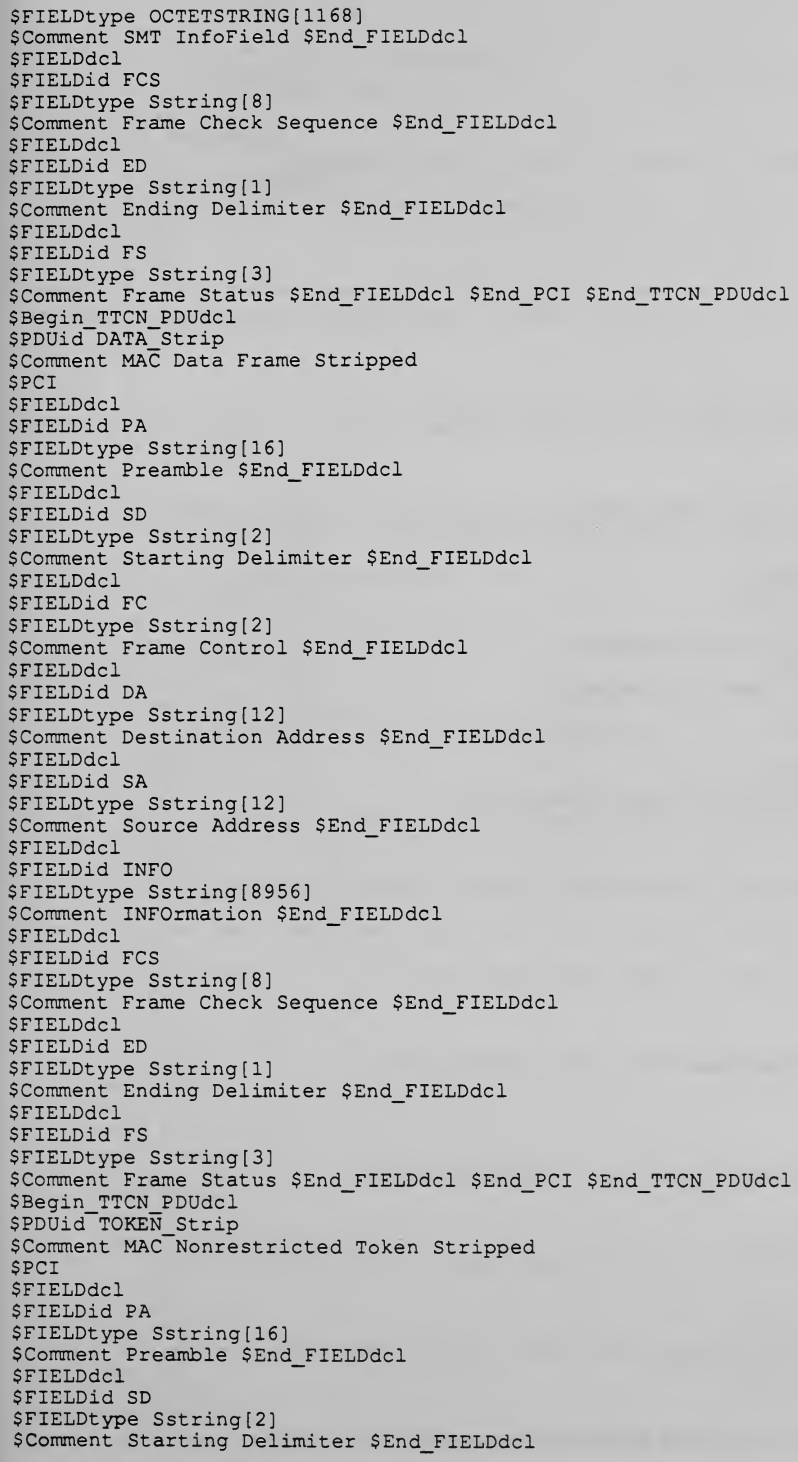 $FIELDtype OCTETSTRING[1168]
$Comment SMT InfoField $End_FIELDdcl
$FIELDdcl
$FIELDid FCS
$FIELDtype Sstring[8]
$Comment Frame Check Sequence $End_FIELDdcl
$FIELDdcl
$FIELDid ED
$FIELDtype Sstring[1]
$Comment Ending Delimiter $End_FIELDdcl
$FIELDdcl
$FIELDid FS
$FIELDtype Sstring[3]
$Comment Frame Status $End_FIELDdcl $End_PCI $End_TTCN_PDUdcl
$Begin_TTCN_PDUdcl
$PDUid DATA_Strip
$Comment MAC Data Frame Stripped
$PCI
$FIELDdcl
$FIELDid PA
$FIELDtype Sstring[16]
$Comment Preamble $End_FIELDdcl
$FIELDdcl
$FIELDid SD
$FIELDtype Sstring[2]
$Comment Starting Delimiter $End_FIELDdcl
$FIELDdcl
$FIELDid FC
$FIELDtype Sstring[2]
$Comment Frame Control $End_FIELDdcl
$FIELDdcl
$FIELDid DA
$FIELDtype Sstring[12]
$Comment Destination Address $End_FIELDdcl
$FIELDdcl
$FIELDid SA
$FIELDtype Sstring[12]
$Comment Source Address $End_FIELDdcl
$FIELDdcl
$FIELDid INFO
$FIELDtype Sstring[8956]
$Comment INFOrmation $End_FIELDdcl
$FIELDdcl
$FIELDid FCS
$FIELDtype Sstring[8]
$Comment Frame Check Sequence $End_FIELDdcl
$FIELDdcl
$FIELDid ED
$FIELDtype Sstring[1]
$Comment Ending Delimiter $End_FIELDdcl
$FIELDdcl
$FIELDid FS
$FIELDtype Sstring[3]
$Comment Frame Status $End_FIELDdcl $End_PCI $End_TTCN_PDUdcl
$Begin_TTCN_PDUdcl
$PDUid TOKEN_Strip
$Comment MAC Nonrestricted Token Stripped
$PCI
$FIELDdcl
$FIELDid PA
$FIELDtype Sstring[16]
$Comment Preamble $End_FIELDdcl
$FIELDdcl
$FIELDid SD
$FIELDtype Sstring[2]
$Comment Starting Delimiter $End_FIELDdcl